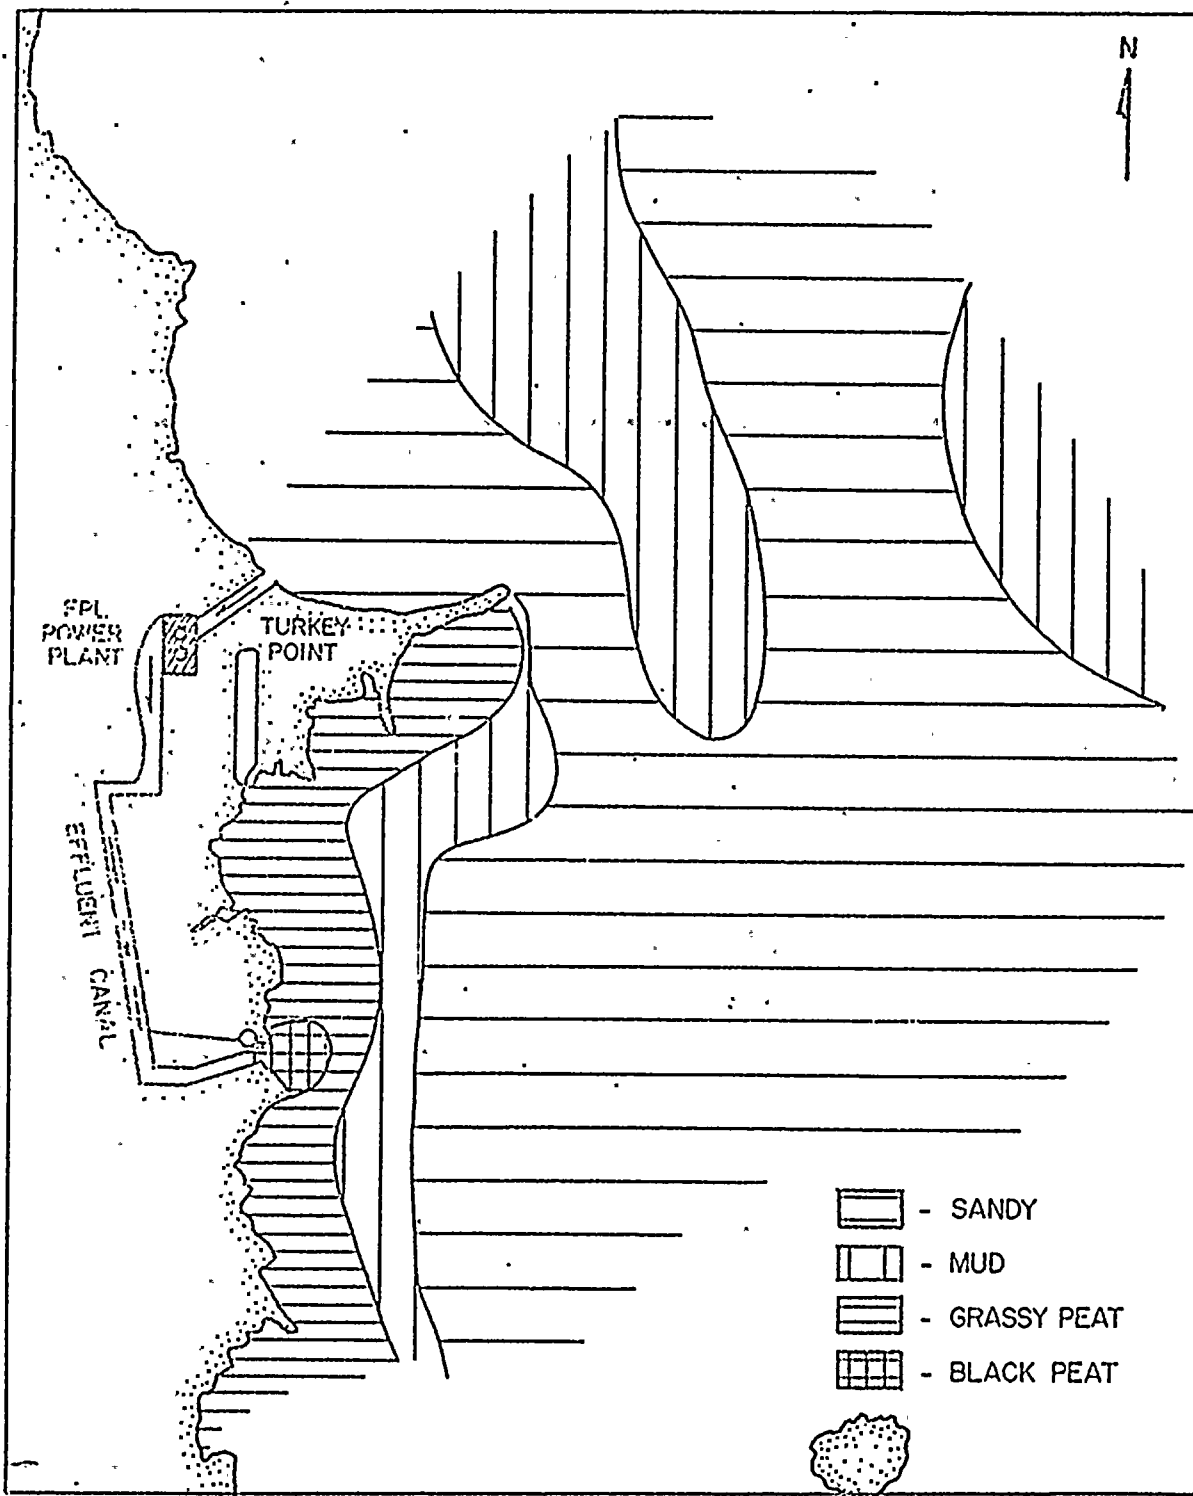 N
FPL
POWER
PLANT
TURKEY
POINT
EFFLUENT CANAL
- SANDY
- MUD
- GRASSY PEAT
- BLACK PEAT